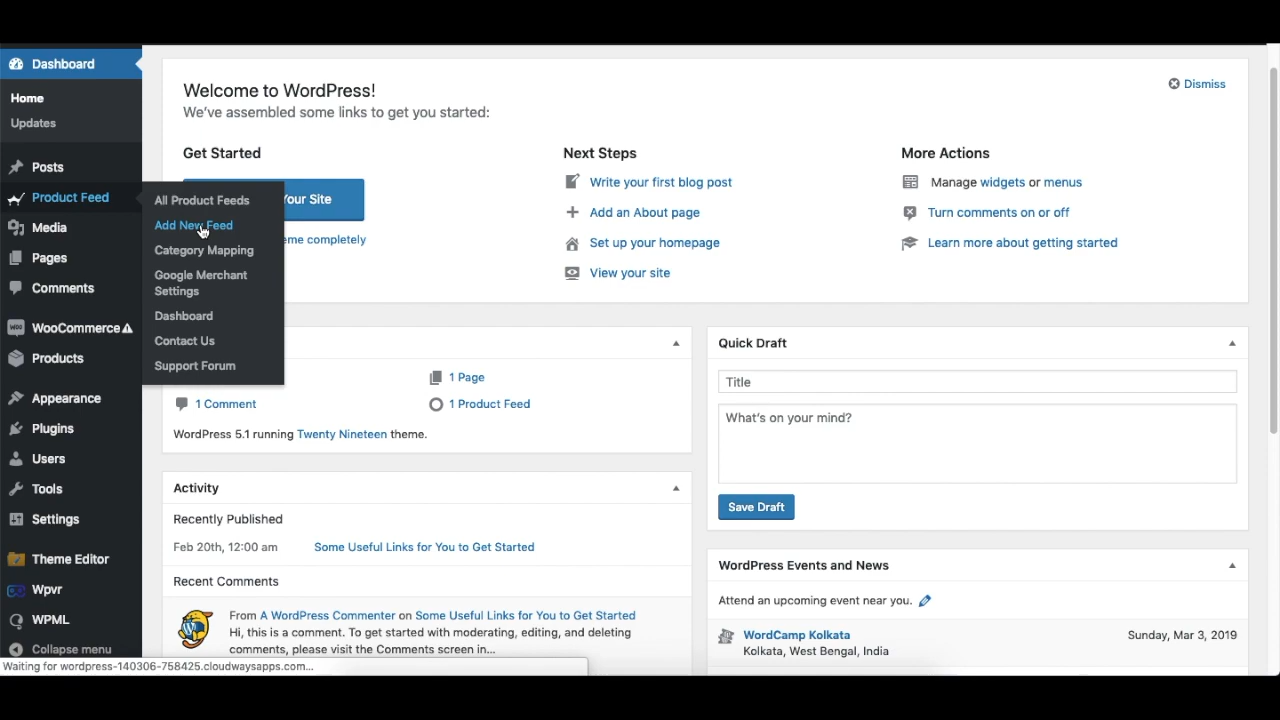 Dashboard
Home
Updates
Posts
Product Feed
Media
Pages
Comments
WooCommerce
Products
Appearance
Plugins
Users
Tools
Settings
Theme Editor
Wpvr
WPML
Collapse menu
All Product Feeds
Add New Feed
Category Mapping
Google Merchant
Settings
Dashboard
Contact Us
Support Forum
Welcome to WordPress!
We've assembled some links to get you started:
Dismiss
Get Started
Your Site
completely
Next Steps
Write your first blog post
Add an About page
Set up your homepage
View your site
More Actions
Manage widgets or menus
Turn comments on or off
Learn more about getting started
1 Page
1 Comment
1 Product Feed
WordPress 5.1 running Twenty Nineteen theme.
Activity
Recently Published
Feb 20th, 12:00 am Some Useful Links for You to Get Started
Recent Comments
From A WordPress Commenter on Some Useful Links for You to Get Started
Hi, this is a comment. To get started with moderating, editing, and deleting
comments, please visit the Comments screen in...
Quick Draft
Title
What's on your mind?
Save Draft
WordPress Events and News
Attend an upcoming event near you.
WordCamp Kolkata Sunday, Mar 3, 2019
Kolkata, West Bengal, India
Waiting for wordpress-140306-758425.cloudwaysapps.com...